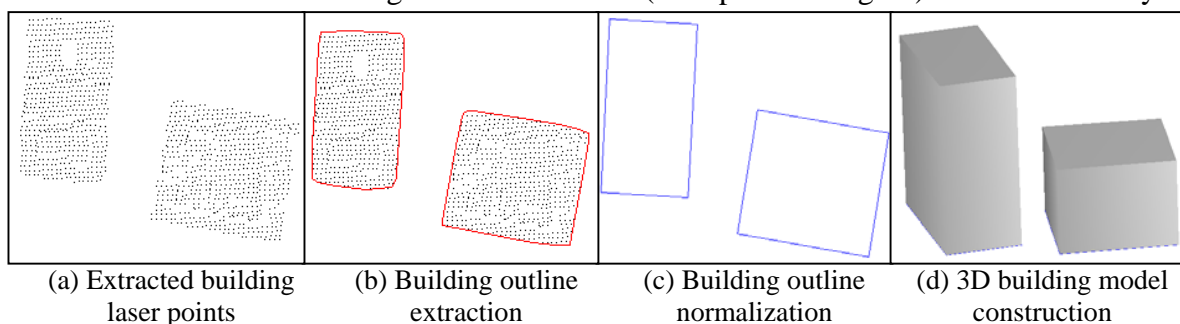 (a) Extracted building
laser points
(b) Building outline
extraction
(c) Building outline
normalization
(d) 3D building model
construction